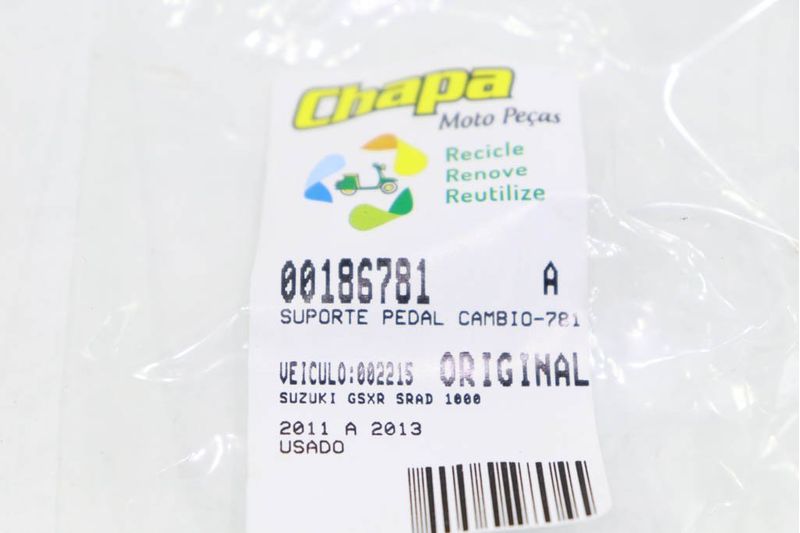 Chapa
Moto Peças
Recicle
Renove
Reutilize
00186781 A
SUPORTE PEDAL CAMBIO-781
VEICULO:002215 ORIGINAL
SUZUKI GSXR SRAD 1000
2011 A 2013
USADO